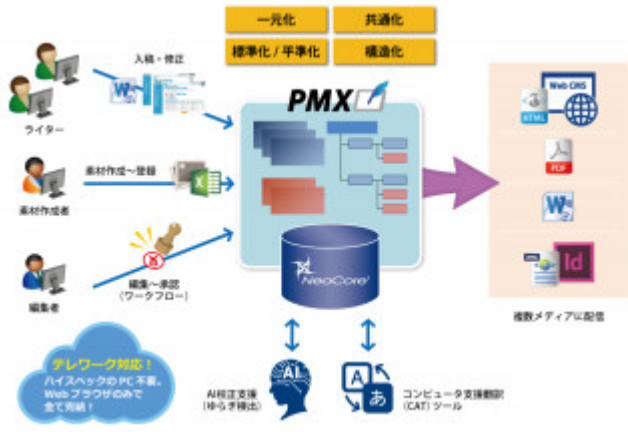 一元化
共通化
標準化 / 平準化
構造化
入稿・修正
ライター
PMX
Web CMS
HTML
PDF
W
素材作成～登録
素材作成者
X
編集～承認
(ワークフロー)
編集者
NeoCore
Id
複数メディアに配信
テレワーク対応！
ハイスペックのPC不要。
Webブラウザのみで
全て完結！
AI
AI校正支援
(ゆらぎ検出)
A
あ
コンピュータ支援翻訳
(CAT) ツール